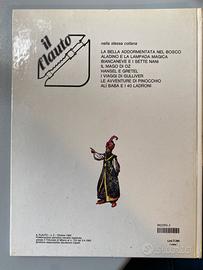 il
flauto
nella stessa collana
LA BELLA ADDORMENTATA NEL BOSCO
ALADINO E LA LAMPADA MAGICA
BIANCANEVE E I SETTE NANI
IL MAGO DI OZ
HANSEL E GRETEL
I VIAGGI DI GULLIVER
LE AVVENTURE DI PINOCCHIO
ALI BABA E I 40 LADRONI